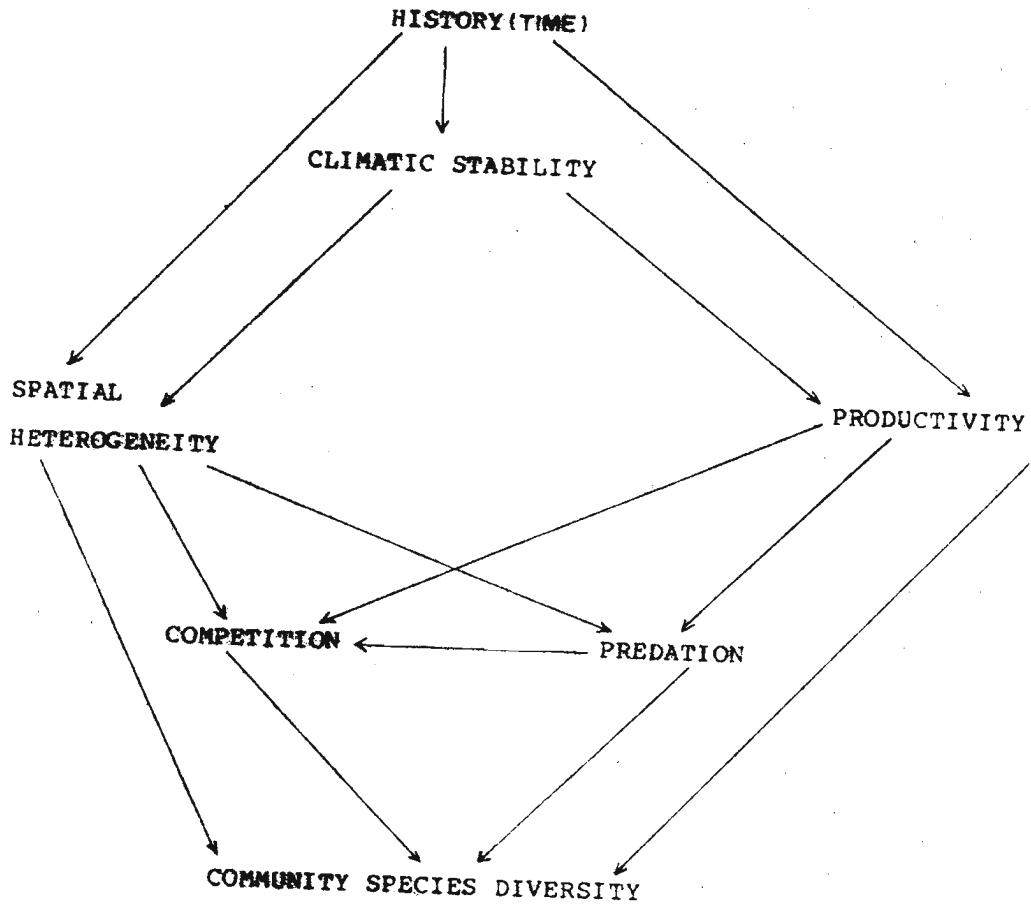 HISTORY(TIME)
CLIMATIC STABILITY
SPATIAL
HETEROGENEITY
PRODUCTIVITY
COMPETITION
PREDATION
COMMUNITY SPECIES DIVERSITY